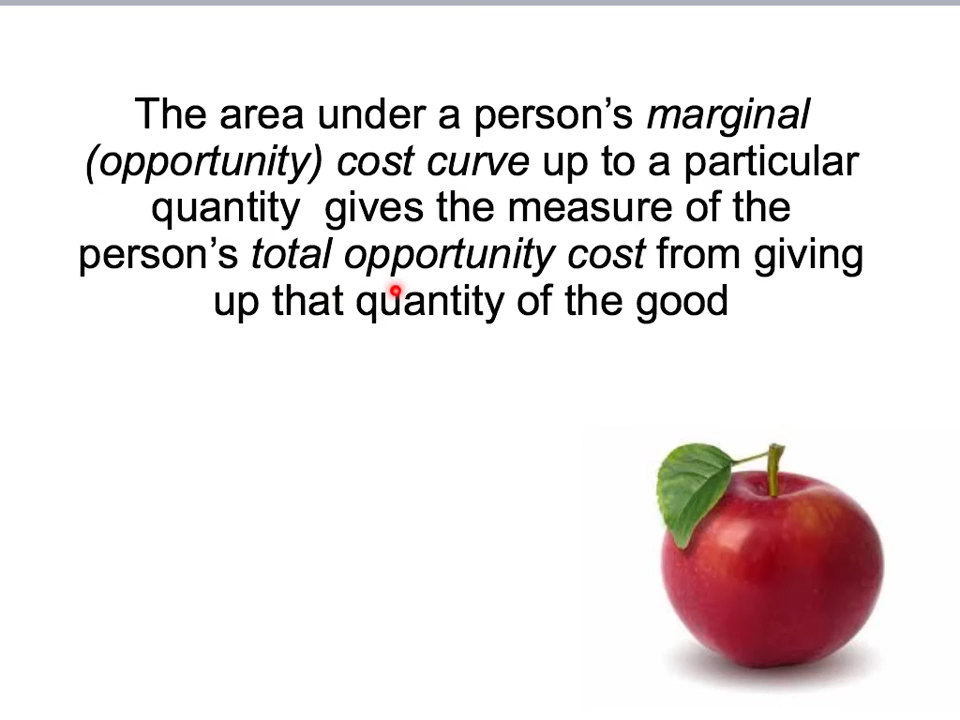 The area under a person’s marginal
(opportunity) cost curve up to a particular
quantity  gives the measure of the
person’s total opportunity cost from giving
up that quantity of the good